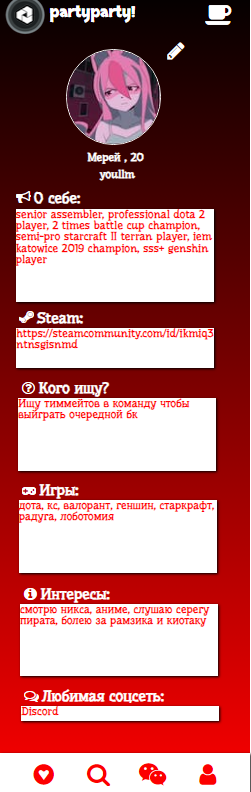 partyparty!
Мерей , 20
youllm
О себе:
senior assembler, professional dota 2
player, 2 times battle cup champion,
semi-pro starcraft II terran player, iem
katowice 2019 champion, sss+ genshin
player
Steam:
https://steamcommunity.com/id/ikmiq3
ntnsgisnmd
Кого ищу?
Ищу тиммейтов в команду чтобы
выиграть очередной бк
Игры:
дота, кс, валорант, геншин, старкрафт,
радуга, лоботомия
Интересы:
смотрю никса, аниме, слушаю серегу
пирата, болею за рамзика и киотаку
Любимая соцсеть:
Discord